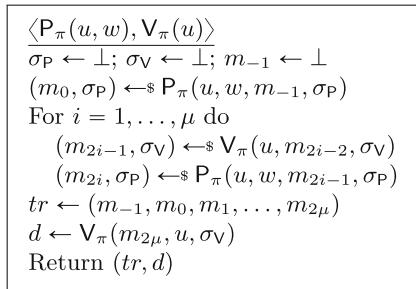 ⟨P_π(u, w), V_π(u)⟩
σ_P ← ⊥; σ_V ← ⊥; m_{−1} ← ⊥
(m_0, σ_P) ←$ P_π(u, w, m_{−1}, σ_P)
For i = 1, . . . , μ do
(m_{2i−1}, σ_V) ←$ V_π(u, m_{2i−2}, σ_V)
(m_{2i}, σ_P) ←$ P_π(u, w, m_{2i−1}, σ_P)
tr ← (m_{−1}, m_0, m_1, . . . , m_{2μ})
d ← V_π(m_{2μ}, u, σ_V)
Return (tr, d)